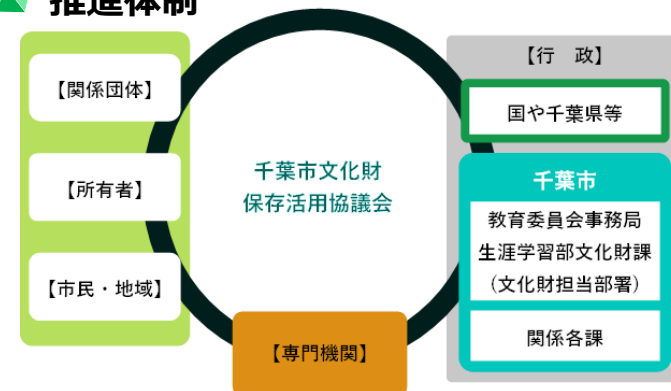 推進体制
【関係団体】
【所有者】
【市民・地域】
千葉市文化財
保存活用協議会
【専門機関】
【行　政】
国や千葉県等
千葉市
教育委員会事務局
生涯学習部文化財課
（文化財担当部署）
関係各課